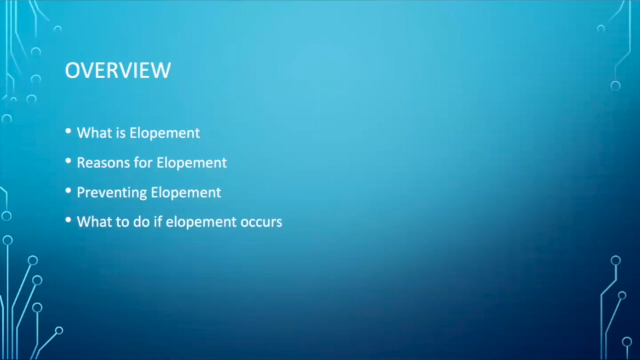 OVERVIEW
• What is Elopement
• Reasons for Elopement
• Preventing Elopement
• What to do if elopement occurs